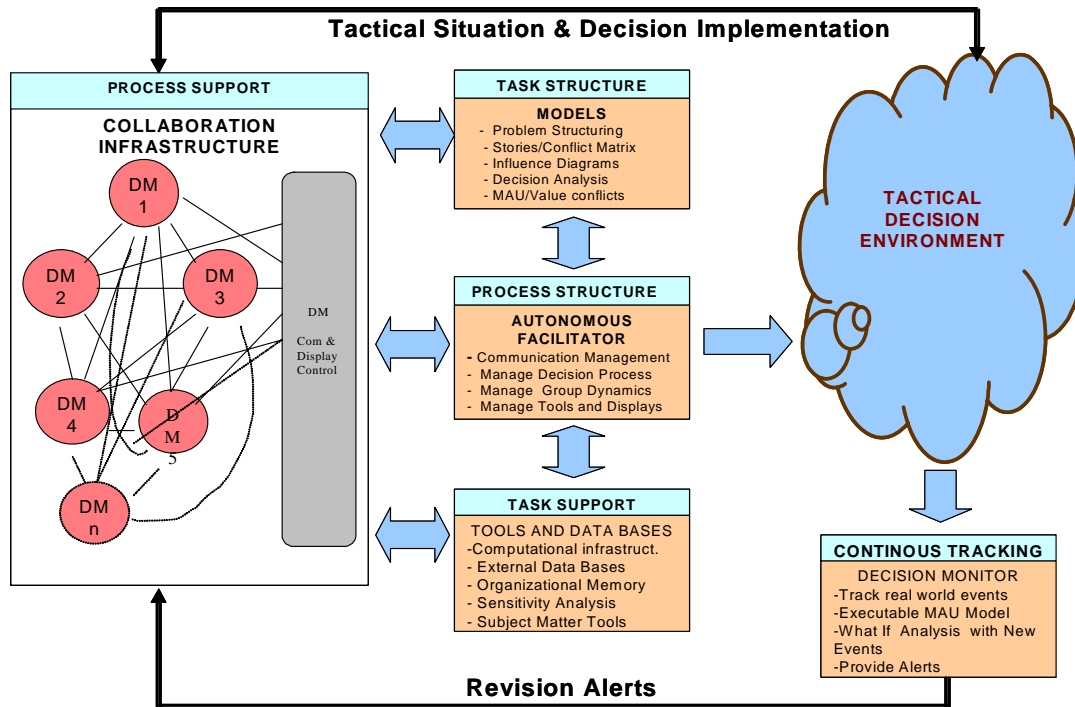 Tactical Situation & Decision Implementation
PROCESS SUPPORT
COLLABORATION
INFRASTRUCTURE
DM
1
DM
2
DM
3
DM
4
D
M
5
DM
n
DM
Com &
Display
Control
TASK STRUCTURE
MODELS
- Problem Structuring
- Stories/Conflict Matrix
- Influence Diagrams
- Decision Analysis
- MAU/Value conflicts
PROCESS STRUCTURE
AUTONOMOUS
FACILITATOR
- Communication Management
- Manage Decision Process
- Manage Group Dynamics
- Manage Tools and Displays
TASK SUPPORT
TOOLS AND DATA BASES
-Computational infrastruct.
- External Data Bases
- Organizational Memory
- Sensitivity Analysis
- Subject Matter Tools
TACTICAL
DECISION
ENVIRONMENT
CONTINOUS TRACKING
DECISION MONITOR
-Track real world events
-Executable MAU Model
-What If Analysis with New
Events
-Provide Alerts
Revision Alerts